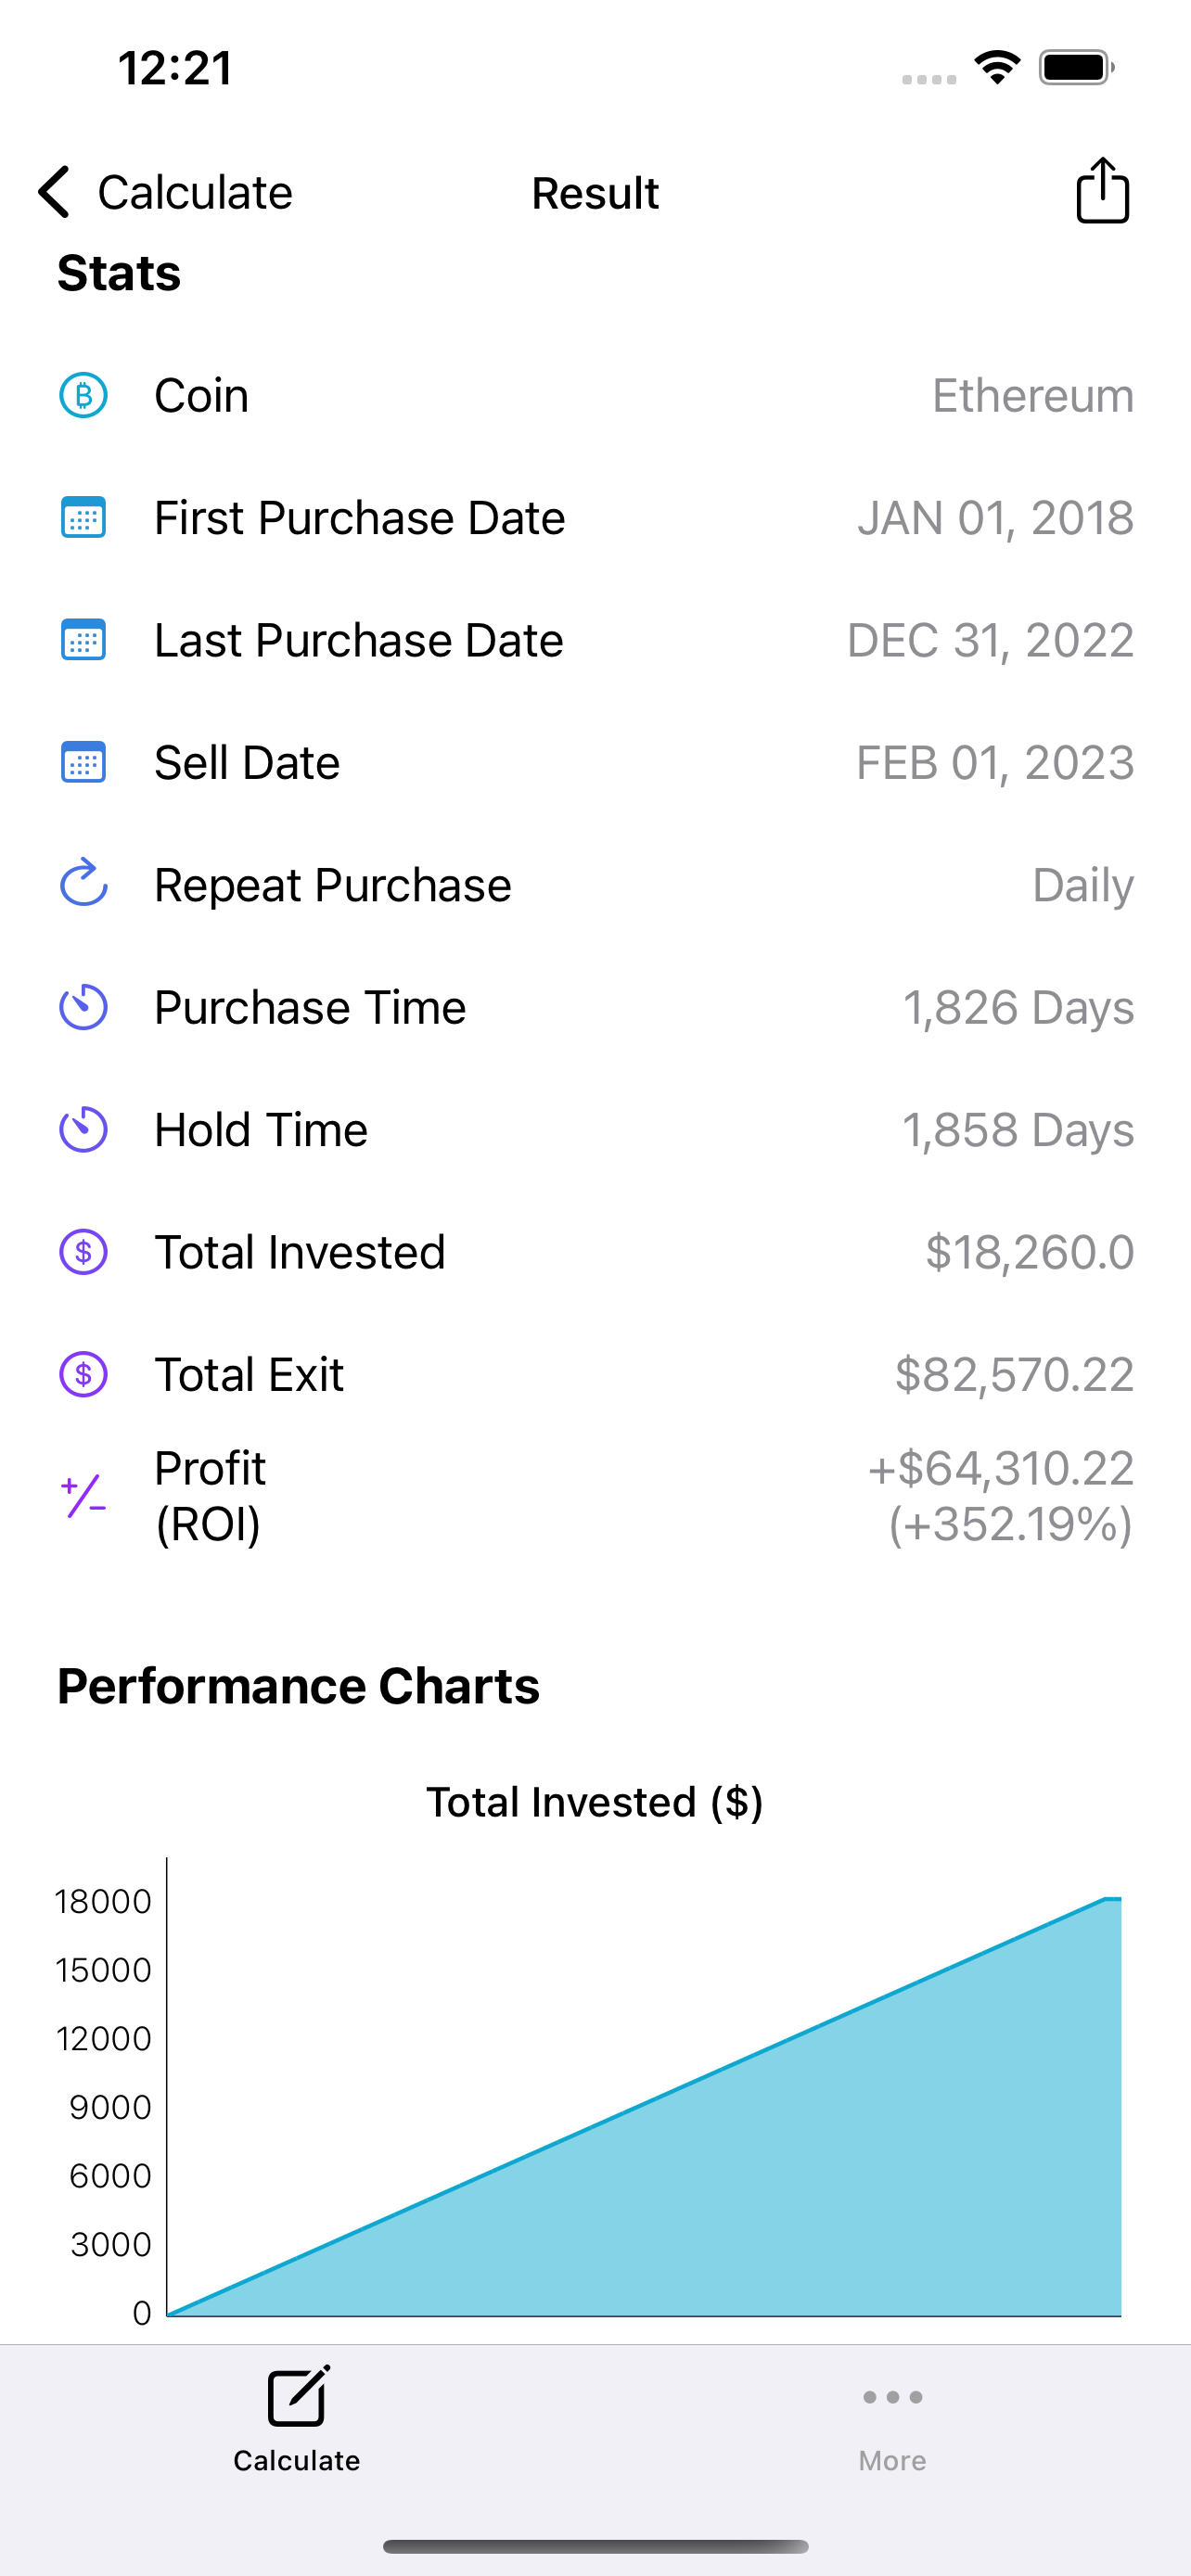 12:21
Calculate Result
Stats
Coin Ethereum
First Purchase Date JAN 01, 2018
Last Purchase Date DEC 31, 2022
Sell Date FEB 01, 2023
Repeat Purchase Daily
Purchase Time 1,826 Days
Hold Time 1,858 Days
Total Invested $18,260.0
Total Exit $82,570.22
Profit +$64,310.22
(ROI) (+352.19%)
Performance Charts
Total Invested ($)
18000
15000
12000
9000
6000
3000
0
Calculate More